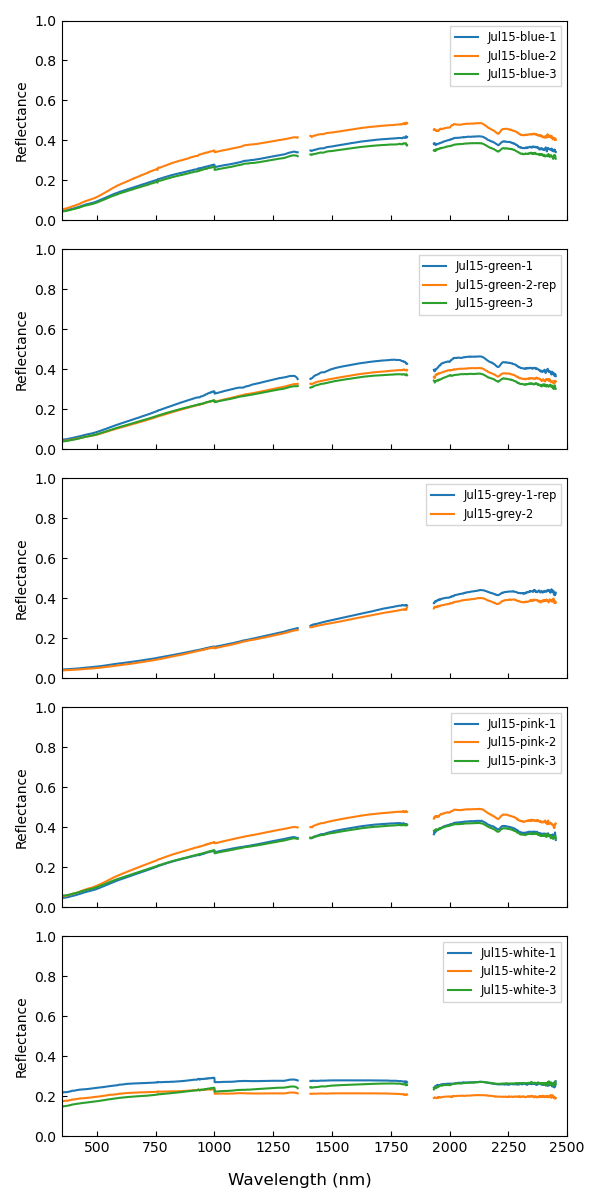 1.0
0.8
0.6
0.4
0.2
0.0
Reflectance
Jul15-blue-1
Jul15-blue-2
Jul15-blue-3
1.0
0.8
0.6
0.4
0.2
0.0
Reflectance
Jul15-green-1
Jul15-green-2-rep
Jul15-green-3
1.0
0.8
0.6
0.4
0.2
0.0
Reflectance
Jul15-grey-1-rep
Jul15-grey-2
1.0
0.8
0.6
0.4
0.2
0.0
Reflectance
Jul15-pink-1
Jul15-pink-2
Jul15-pink-3
1.0
0.8
0.6
0.4
0.2
0.0
Reflectance
Jul15-white-1
Jul15-white-2
Jul15-white-3
500 750 1000 1250 1500 1750 2000 2250 2500
Wavelength (nm)